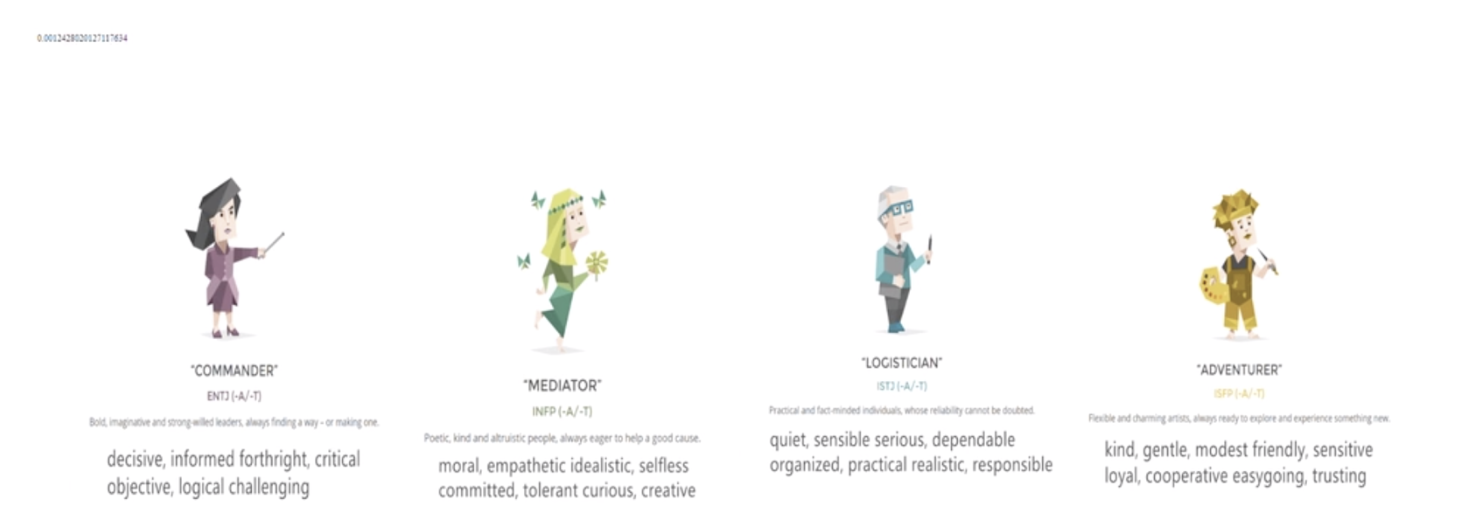 0.0012428020127117634
"COMMANDER"
ENTJ (-A/-T)
Bold, imaginative and strong-willed leaders, always finding a way – or making one.
decisive, informed forthright, critical
objective, logical challenging
"MEDIATOR"
INFP (-A/-T)
Poetic, kind and altruistic people, always eager to help a good cause.
moral, empathetic idealistic, selfless
committed, tolerant curious, creative
"LOGISTICIAN"
ISTJ (-A/-T)
Practical and fact-minded individuals, whose reliability cannot be doubted.
quiet, sensible serious, dependable
organized, practical realistic, responsible
"ADVENTURER"
ISFP (-A/-T)
Flexible and charming artists, always ready to explore and experience something new.
kind, gentle, modest friendly, sensitive
loyal, cooperative easygoing, trusting